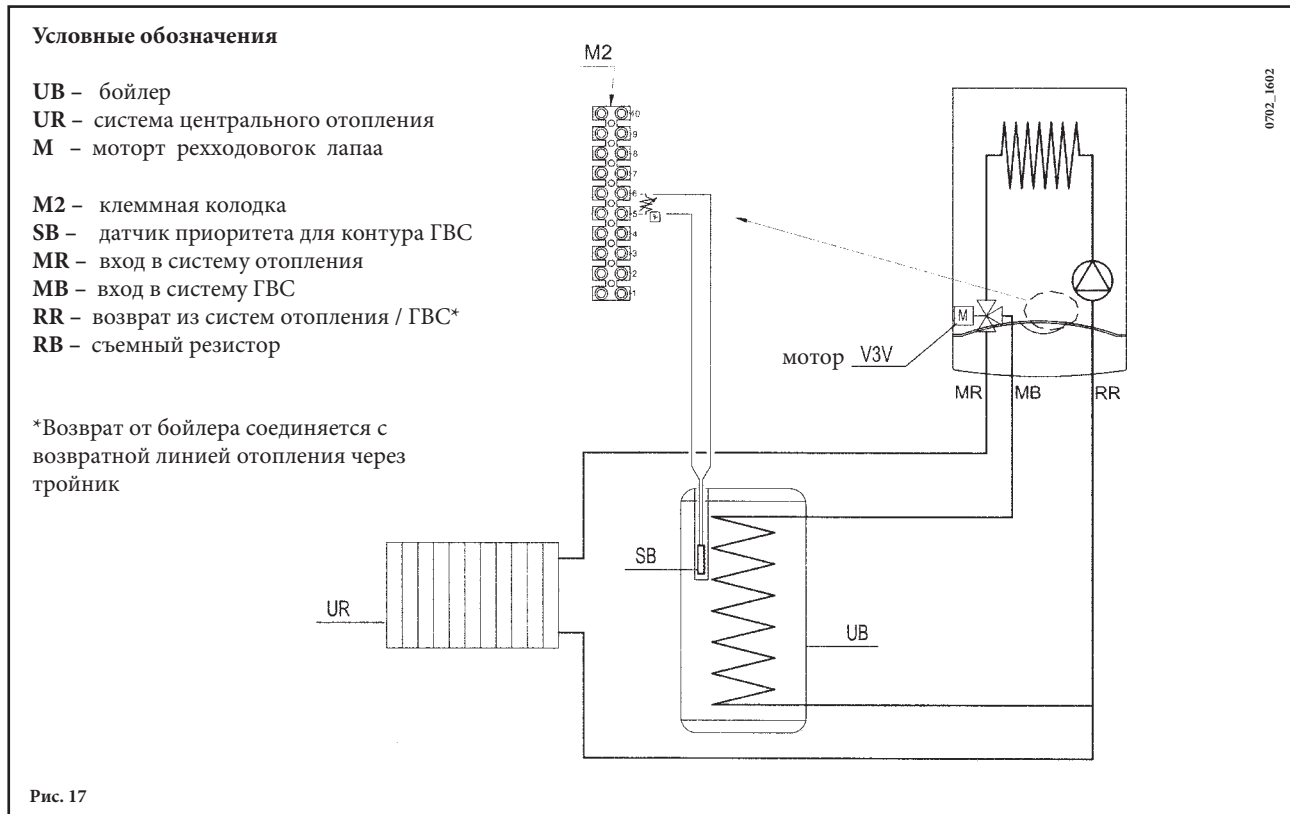 Условные обозначения
UB – бойлер
UR – система центрального отопления
M – моторт рехходовогок лапаа
M2 – клеммная колодка
SB – датчик приоритета для контура ГВС
MR – вход в систему отопления
MB – вход в систему ГВС
RR – возврат из систем отопления / ГВС*
RB – съемный резистор
*Возврат от бойлера соединяется с
возвратной линией отопления через
тройник
M2
10
9
8
7
6
5
4
3
2
1
0702_1602
M
мотор V3V
MR MB RR
SB
UR
UB
Рис. 17